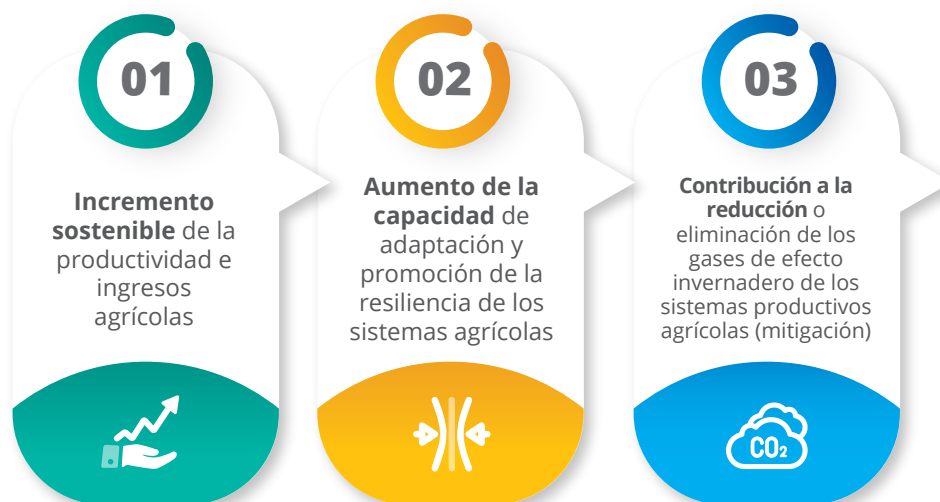 01
Incremento
sostenible de la
productividad e
ingresos
agrícolas
02
Aumento de la
capacidad de
adaptación y
promoción de la
resiliencia de los
sistemas agrícolas
03
Contribución a la
reducción o
eliminación de los
gases de efecto
invernadero de los
sistemas productivos
agrícolas (mitigación)
CO₂